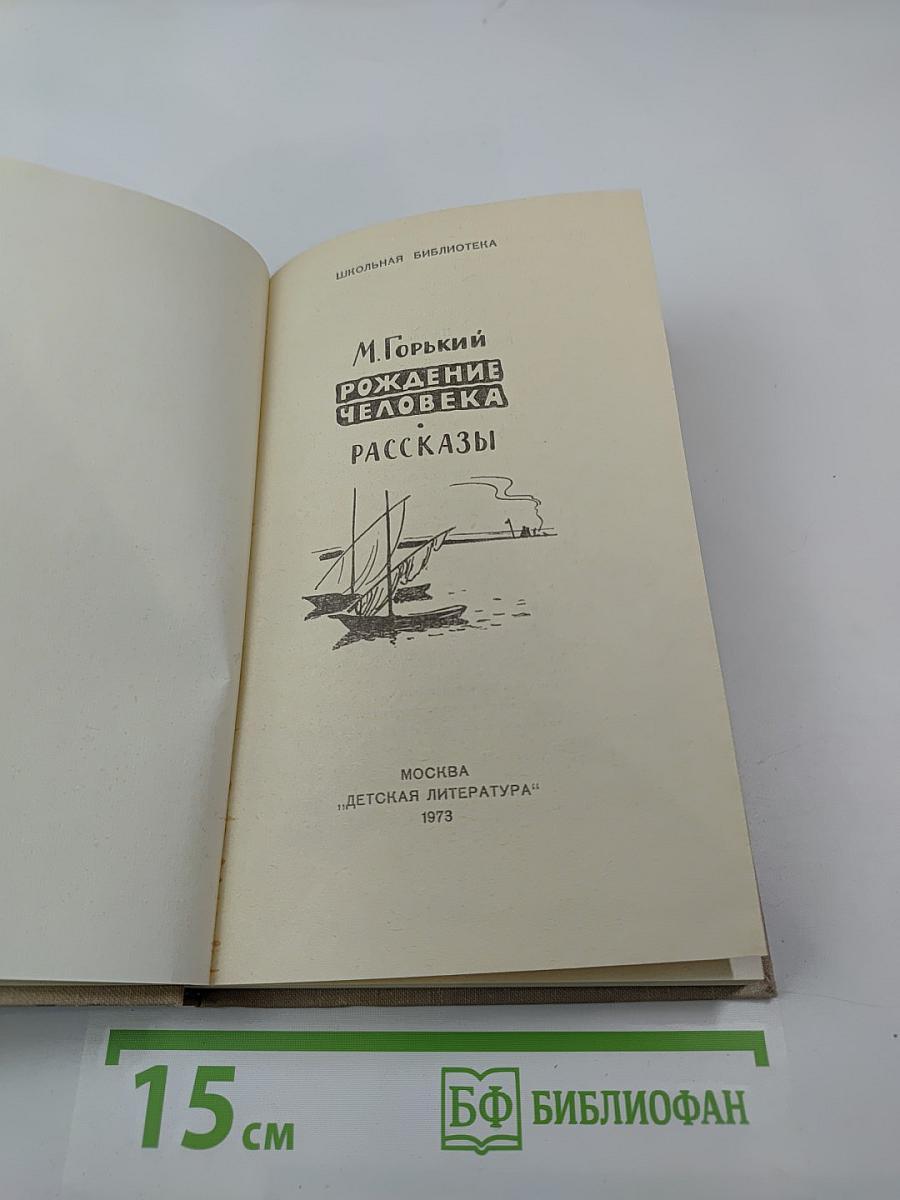 ШКОЛЬНАЯ БИБЛИОТЕКА
М. Горький
РОЖДЕНИЕ
ЧЕЛОВЕКА
•
РАССКАЗЫ
МОСКВА
„ДЕТСКАЯ ЛИТЕРАТУРА“
1973
15 см
БФ БИБЛИОФАН